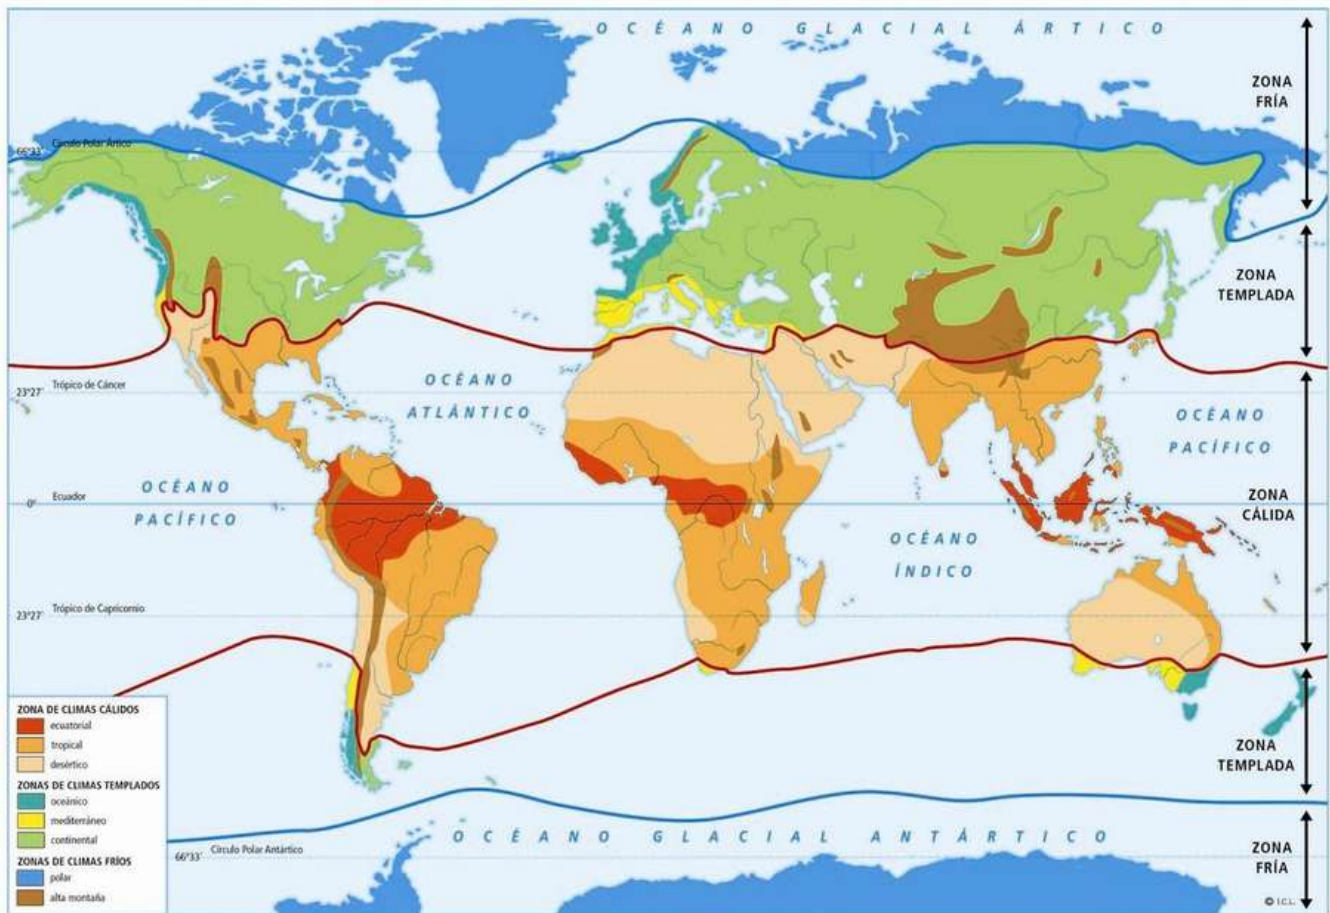 OCÉANO GLACIAL ÁRTICO
ZONA
FRÍA
Círculo Polar Ártico
66°33'
ZONA
TEMPLADA
Trópico de Cáncer
23°27'
OCÉANO
ATLÁNTICO
OCÉANO
PACÍFICO
OCÉANO
PACÍFICO
Ecuador
0°
ZONA
CÁLIDA
OCÉANO
ÍNDICO
Trópico de Capricornio
23°27'
ZONA DE CLIMAS CÁLIDOS
ecuatorial
tropical
desértico
ZONAS DE CLIMAS TEMPLADOS
oceánico
mediterráneo
continental
ZONAS DE CLIMAS FRÍOS
polar
alta montaña
ZONA
TEMPLADA
OCÉANO GLACIAL ANTÁRTICO
Círculo Polar Antártico
66°33'
ZONA
FRÍA
© I.C.L.